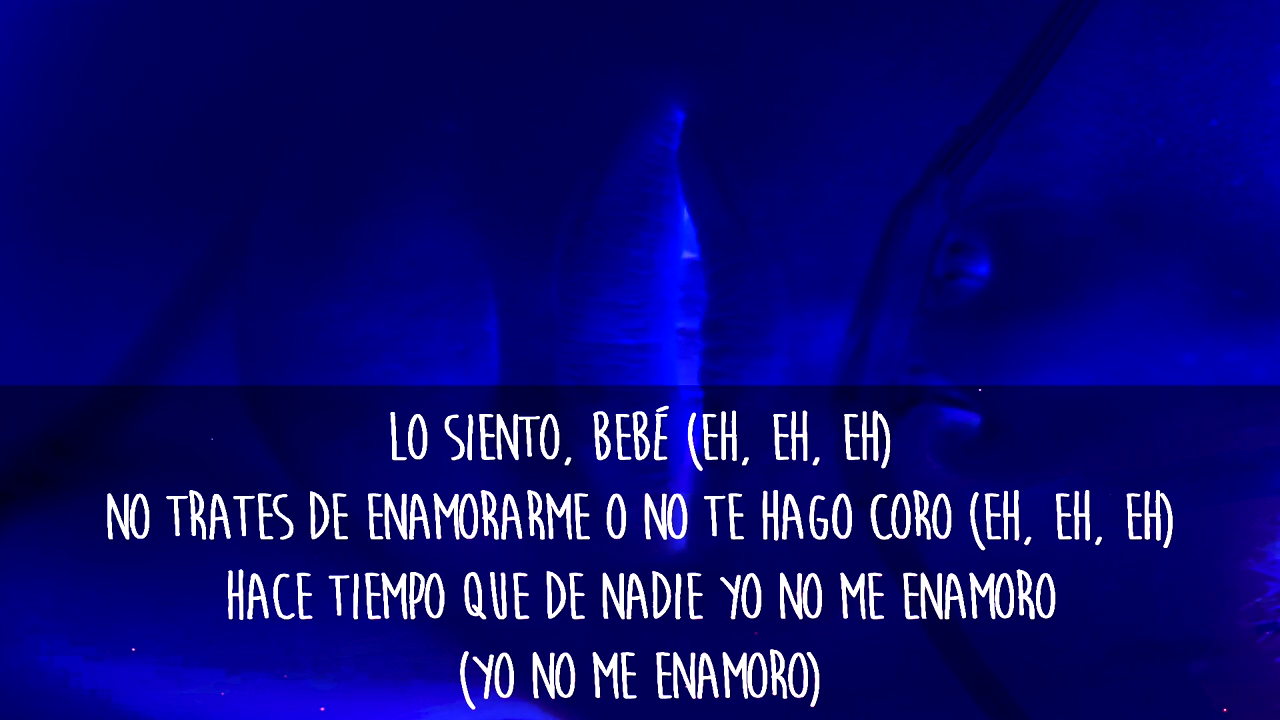 LO SIENTO, BEBÉ (EH, EH, EH)
NO TRATES DE ENAMORARME O NO TE HAGO CORO (EH, EH, EH)
HACE TIEMPO QUE DE NADIE YO NO ME ENAMORO
(YO NO ME ENAMORO)